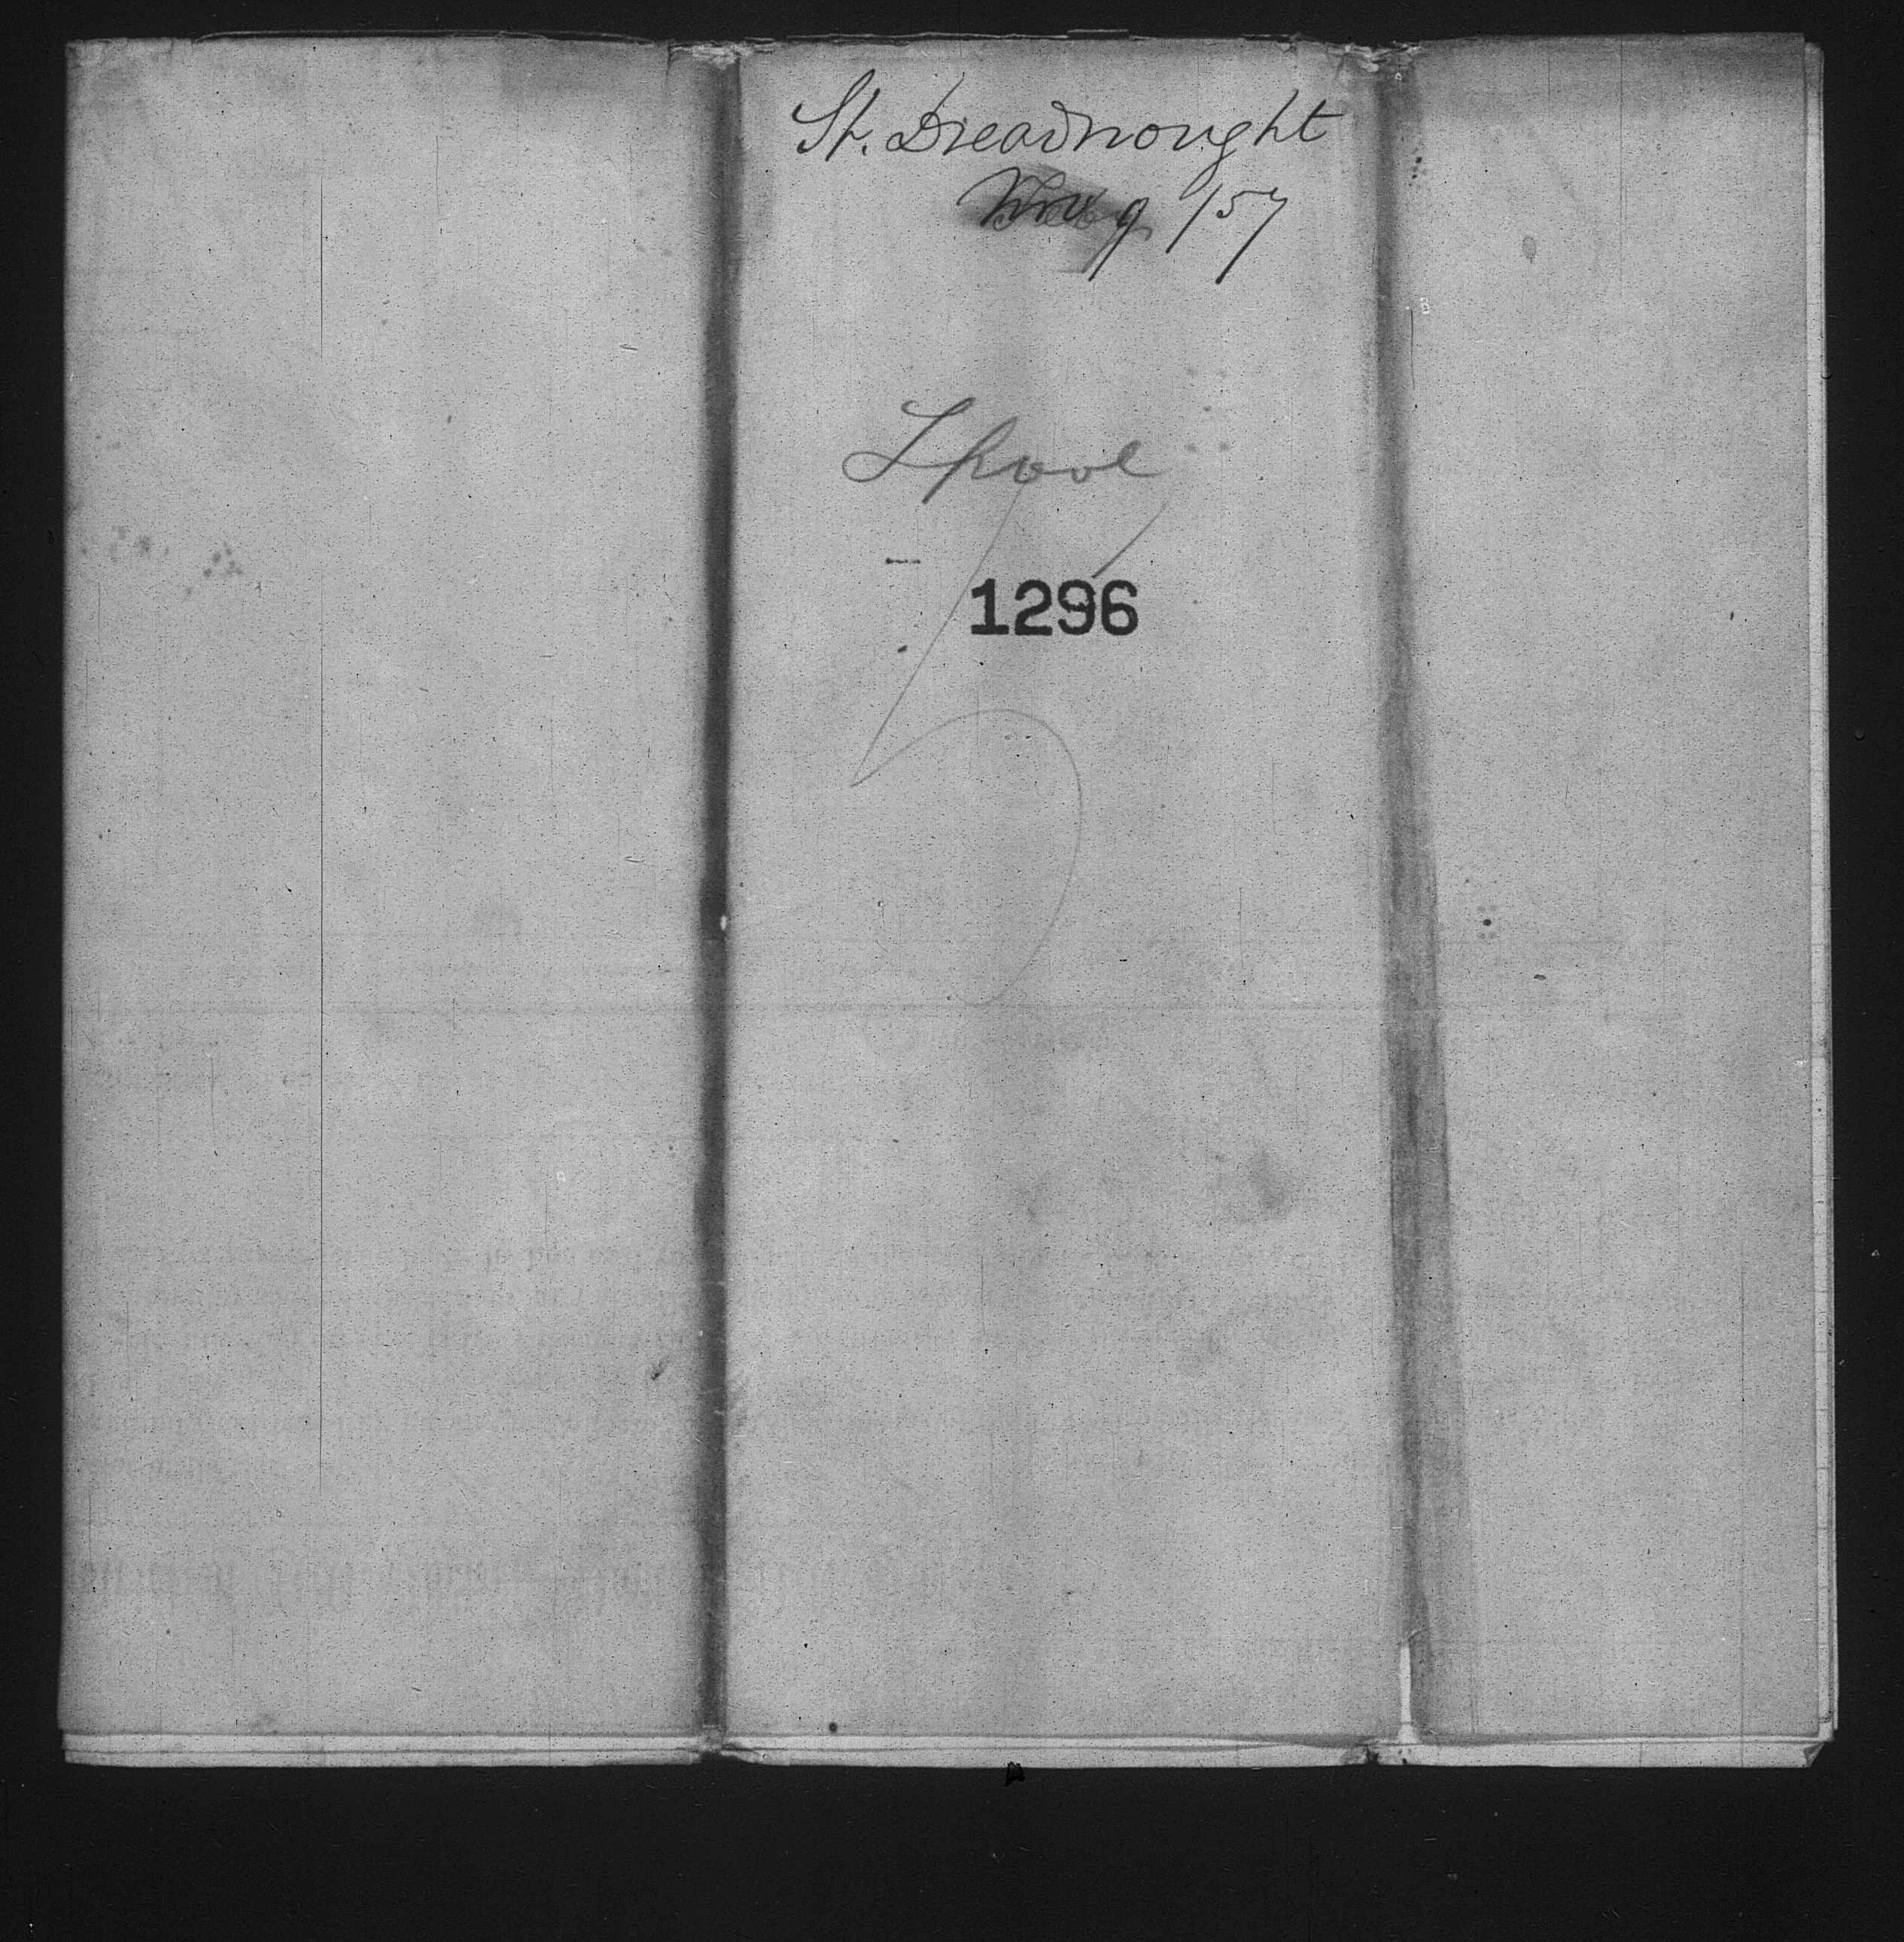 St. Dreadnought
Nov 9 /57
Lpool
1296